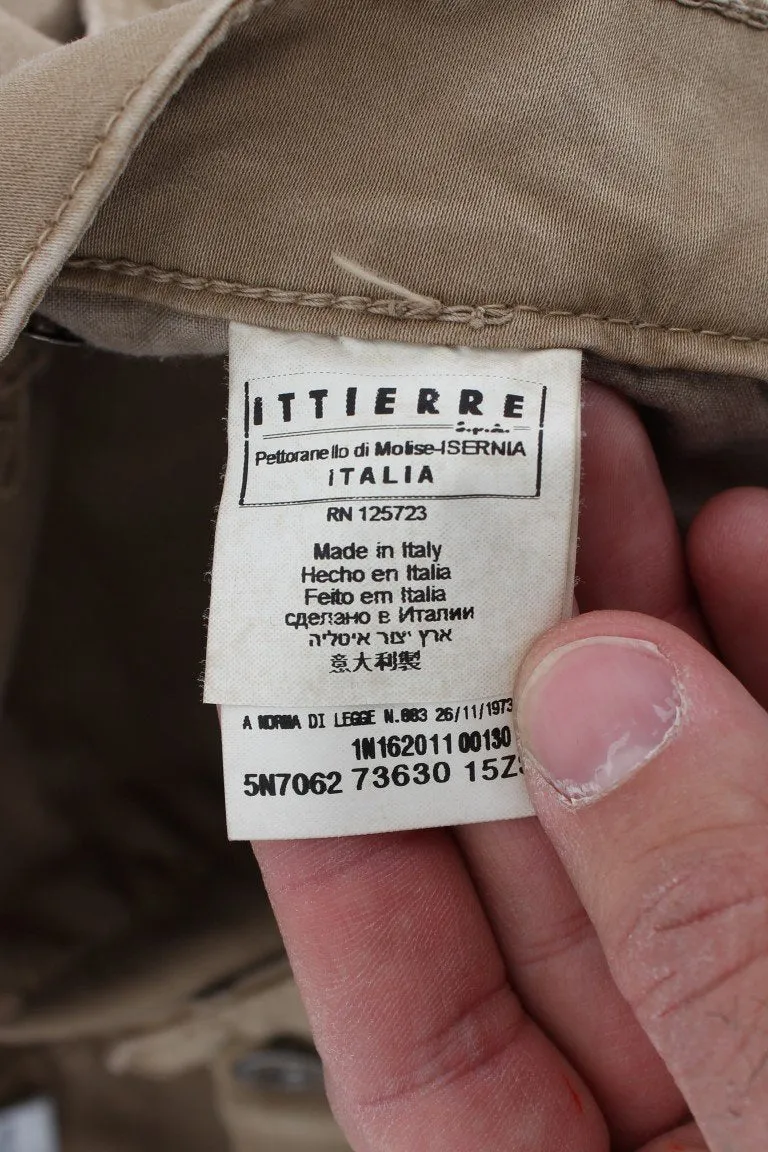 ITTIERRE
s.p.a.
Pettoranello di Molise-ISERNIA
ITALIA
RN 125723
Made in Italy
Hecho en Italia
Feito em Italia
сделано в Италии
ארץ יצור איטליה
意大利製
A NORMA DI LEGGE N.883 26/11/1973
1N162011 00130
5N7062 73630